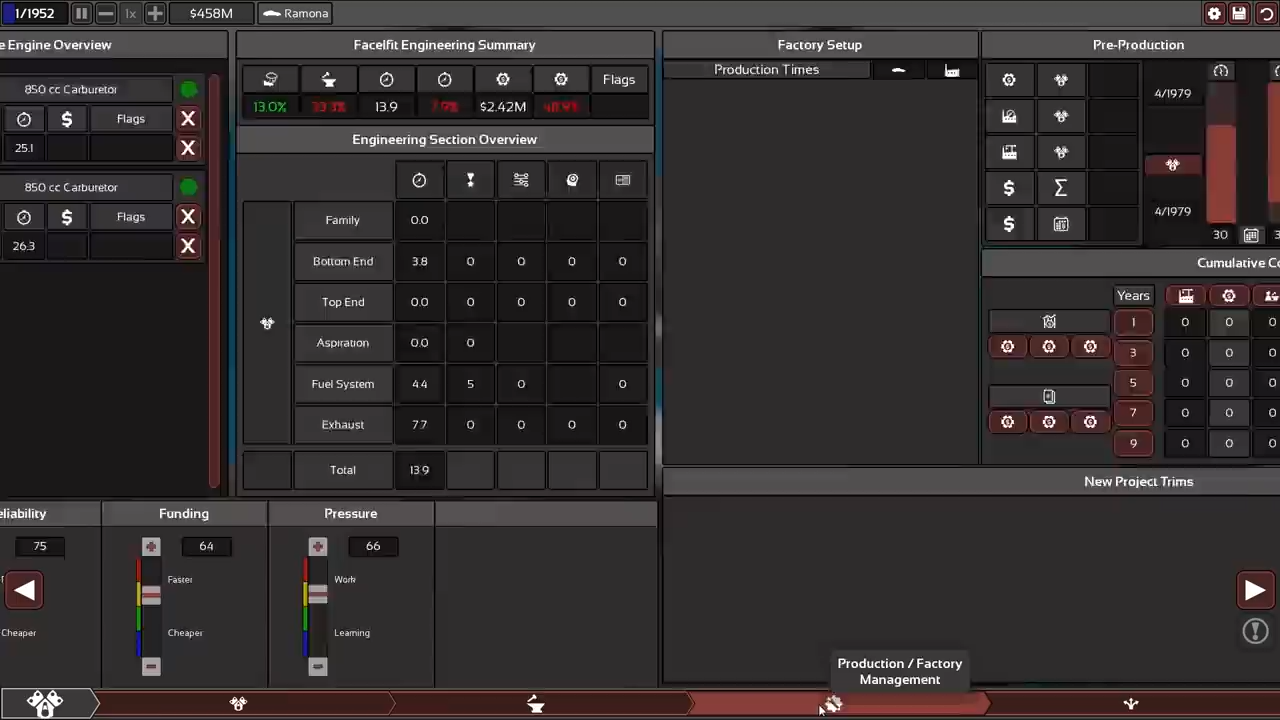 1/1952 1x $458M Ramona
e Engine Overview
850 cc Carburetor
$ Flags
25.1
850 cc Carburetor
$ Flags
26.3
Facelfit Engineering Summary
Flags
13.0% 13.9 7.9% $2.42M
Engineering Section Overview
Family 0.0
Bottom End 3.8 0 0 0 0
Top End 0.0 0 0 0 0
Aspiration 0.0 0
Fuel System 4.4 5 0 0
Exhaust 7.7 0 0 0 0
Total 13.9
eliability
75
Cheaper
Funding
64
Faster
Cheaper
Pressure
66
Work
Learning
Factory Setup
Production Times
Pre-Production
4/1979
4/1979
30
Cumulative Co
Years
1 0 0 0
3 0 0 0
5 0 0 0
7 0 0 0
9 0 0 0
New Project Trims
Production / Factory
Management